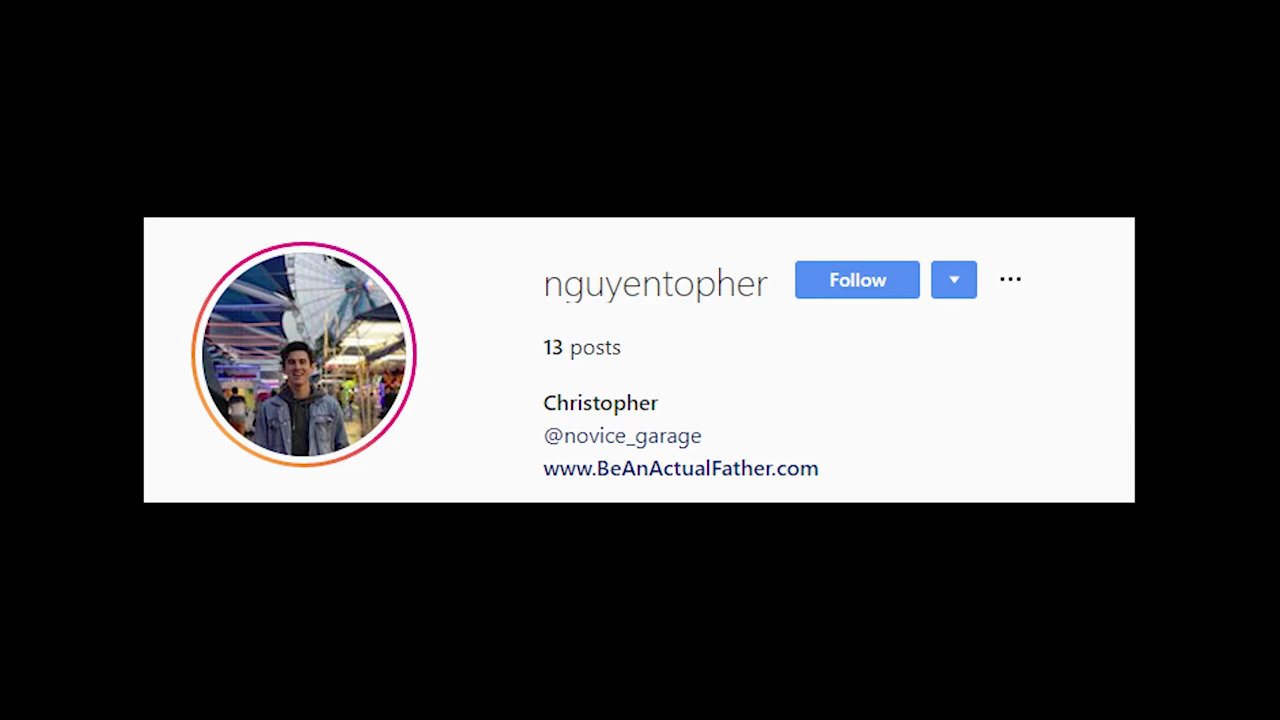 nguyentopher Follow
13 posts
Christopher
@novice_garage
www.BeAnActualFather.com